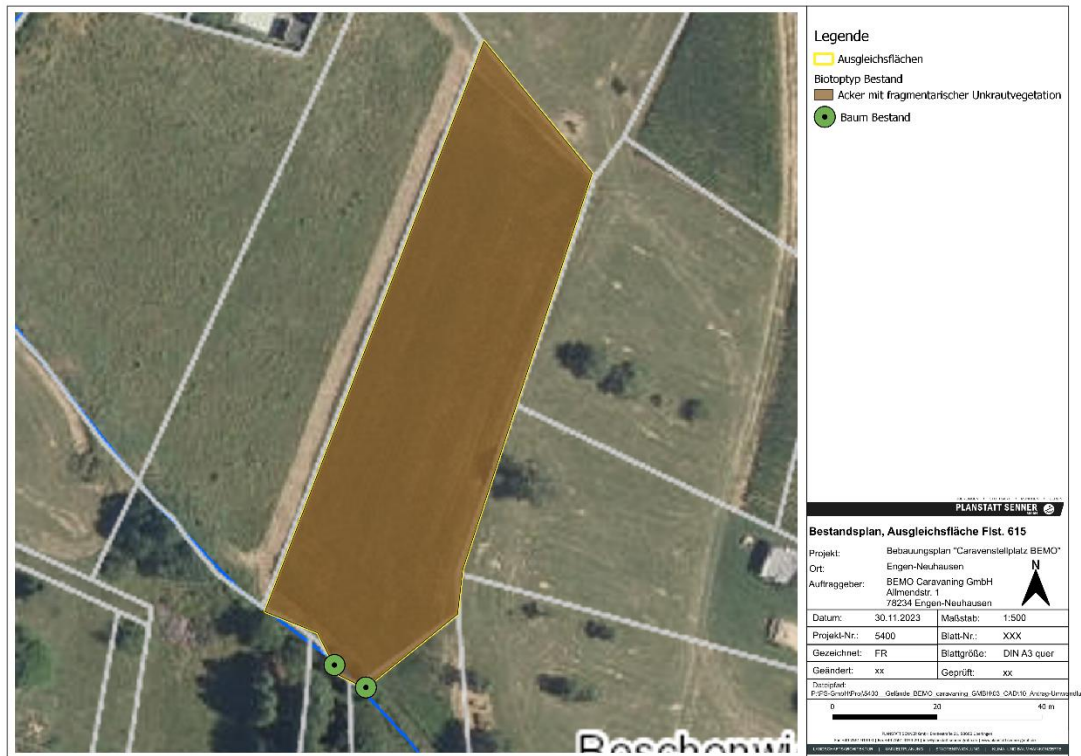 Legende
Ausgleichsflächen
Biotoptyp Bestand
Acker mit fragmentarischer Unkrautvegetation
Baum Bestand
PLANSTATT SENNER
Bestandsplan, Ausgleichsfläche Flst. 615
Projekt: Bebauungsplan "Caravenstellplatz BEMO"
Ort: Engen-Neuhausen
N
Auftraggeber: BEMO Caravaning GmbH
Allmendstr. 1
78234 Engen-Neuhausen
Datum: 30.11.2023 Maßstab: 1:500
Projekt-Nr.: 5400 Blatt-Nr.: XXX
Gezeichnet: FR Blattgröße: DIN A3 quer
Geändert: xx Geprüft: xx
Dateipfad:
0 20 40 m